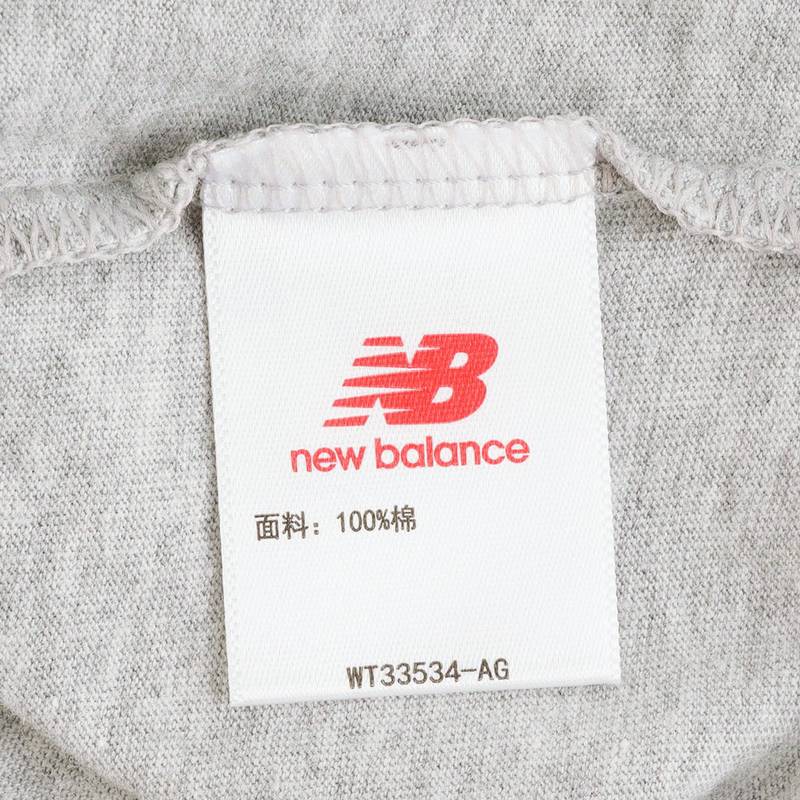 NB
new balance
面料：100%棉
WT33534-AG